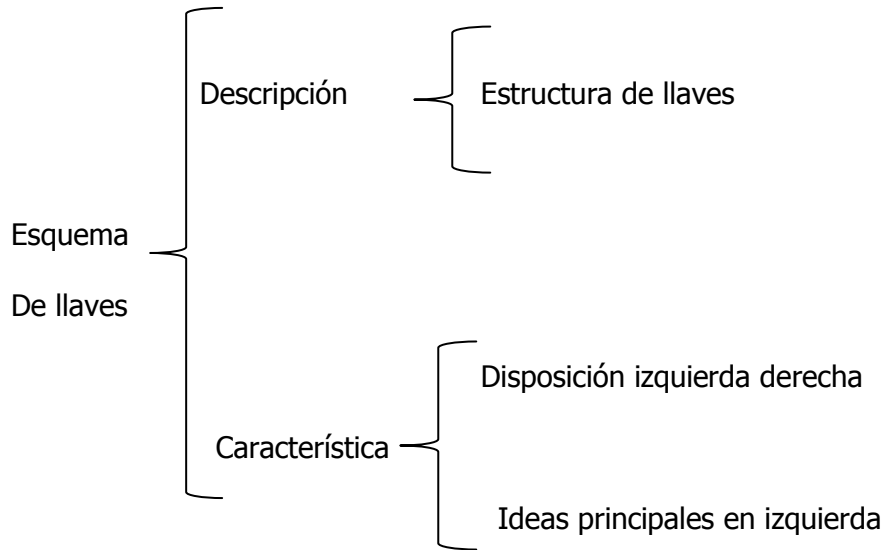 Descripción
Estructura de llaves
Esquema
De llaves
Disposición izquierda derecha
Característica
Ideas principales en izquierda